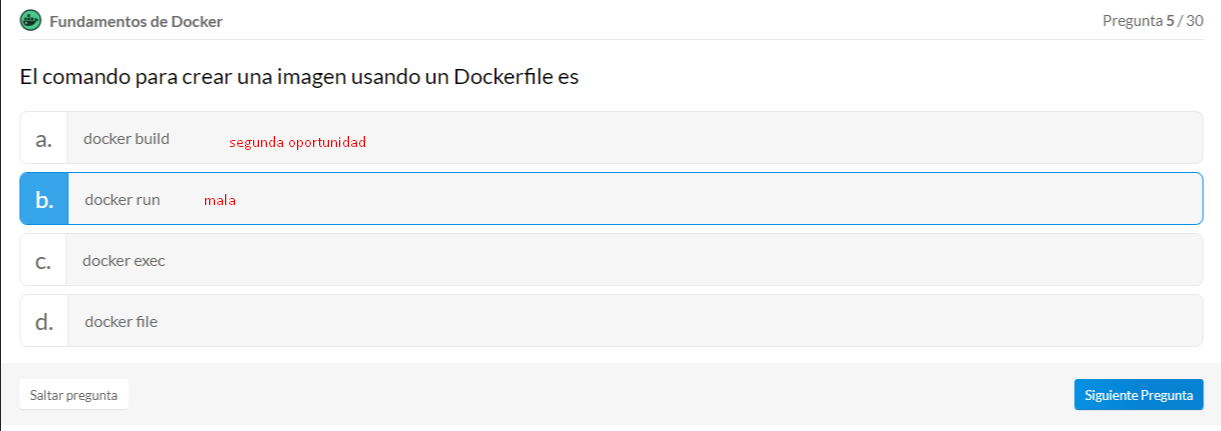 Fundamentos de Docker
Pregunta 5 / 30
El comando para crear una imagen usando un Dockerfile es
a. docker build segunda oportunidad
b. docker run mala
c. docker exec
d. docker file
Saltar pregunta
Siguiente Pregunta